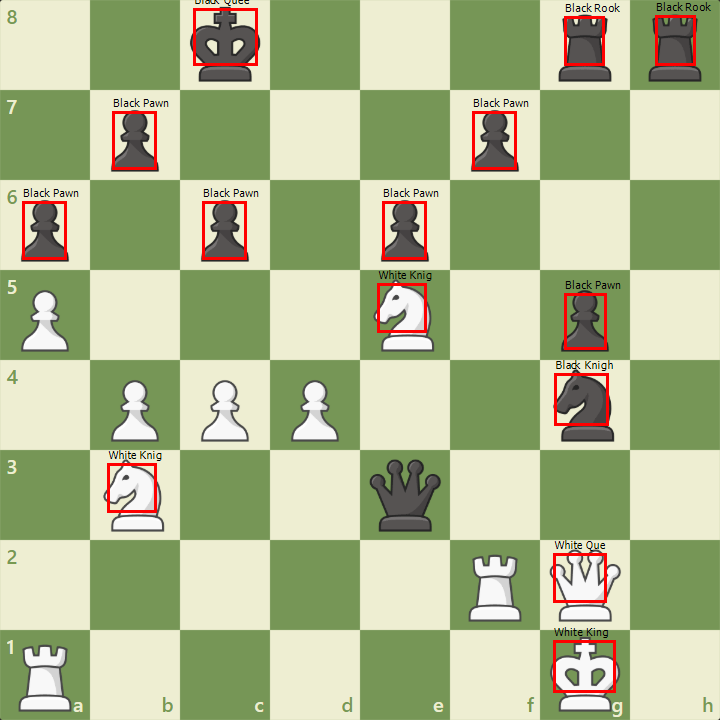 8
Black Quee
Black Rook
Black Rook
7
Black Pawn
Black Pawn
6
Black Pawn
Black Pawn
Black Pawn
5
White Knig
Black Pawn
4
Black Knigh
3
White Knig
2
White Que
1
White King
a
b
c
d
e
f
g
h